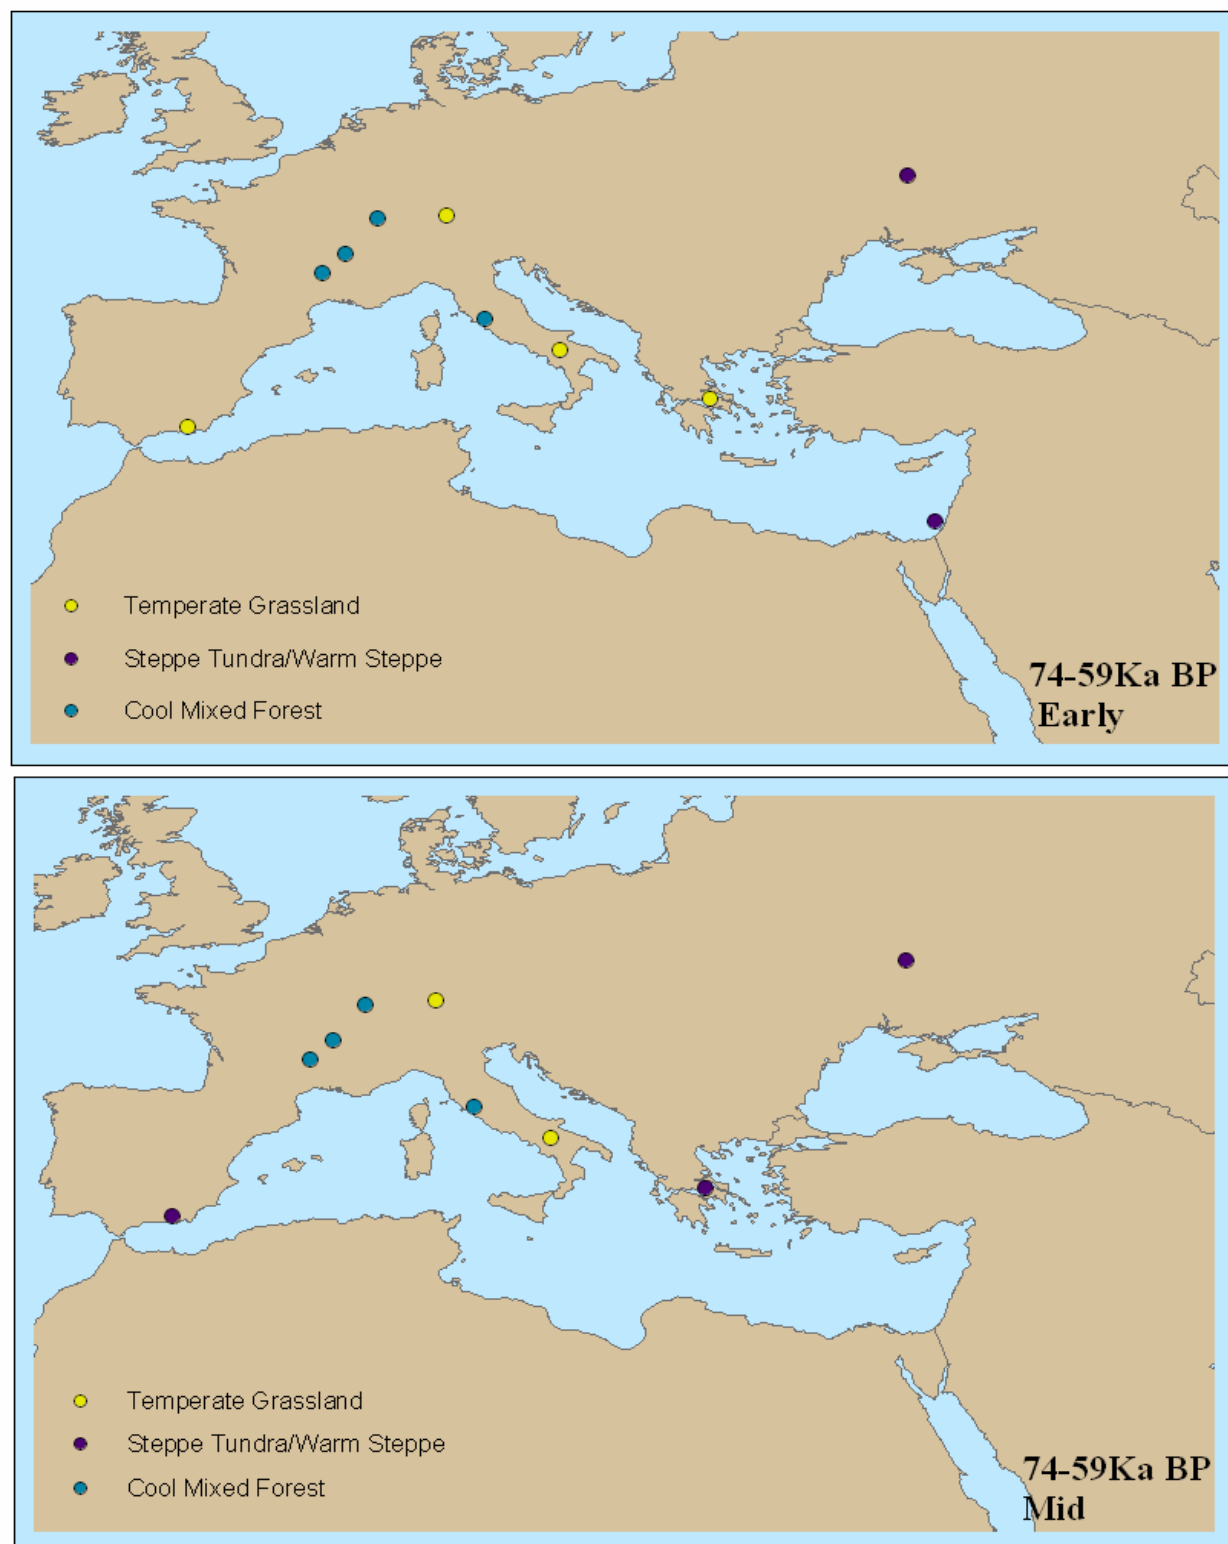 Temperate Grassland
Steppe Tundra/Warm Steppe
Cool Mixed Forest
74-59Ka BP
Early
Temperate Grassland
Steppe Tundra/Warm Steppe
Cool Mixed Forest
74-59Ka BP
Mid